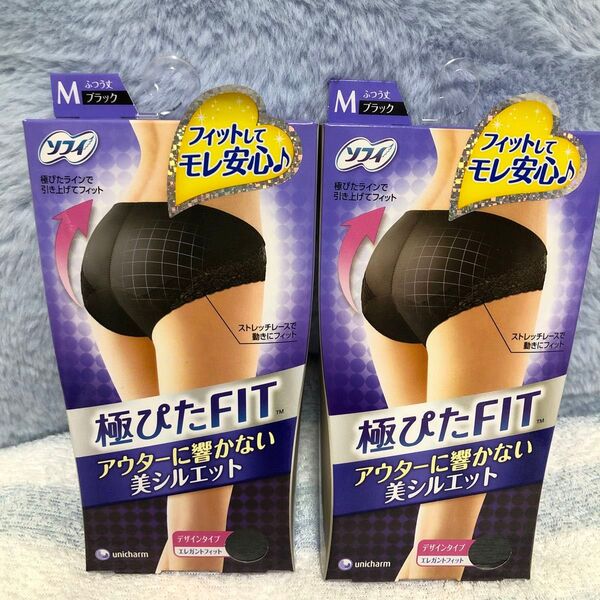 M
ふつう丈
ブラック
ソフィ
フィットして
モレ安心♪
極ぴたラインで
引き上げてフィット
ストレッチレースで
動きにフィット
極ぴたFIT™
アウターに響かない
美シルエット
デザインタイプ
エレガントフィット
unicharm
M
ふつう丈
ブラック
ソフィ
フィットして
モレ安心♪
極ぴたラインで
引き上げてフィット
ストレッチレースで
動きにフィット
極ぴたFIT™
アウターに響かない
美シルエット
デザインタイプ
エレガントフィット
unicharm